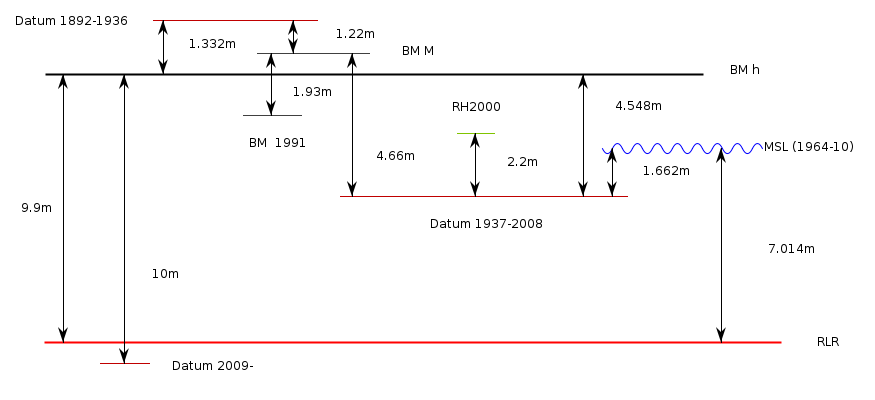 Datum 1892-1936
1.332m
1.22m
BM M
BM h
1.93m
RH2000
4.548m
BM  1991
4.66m
2.2m
MSL (1964-10)
1.662m
9.9m
Datum 1937-2008
7.014m
10m
RLR
Datum 2009-